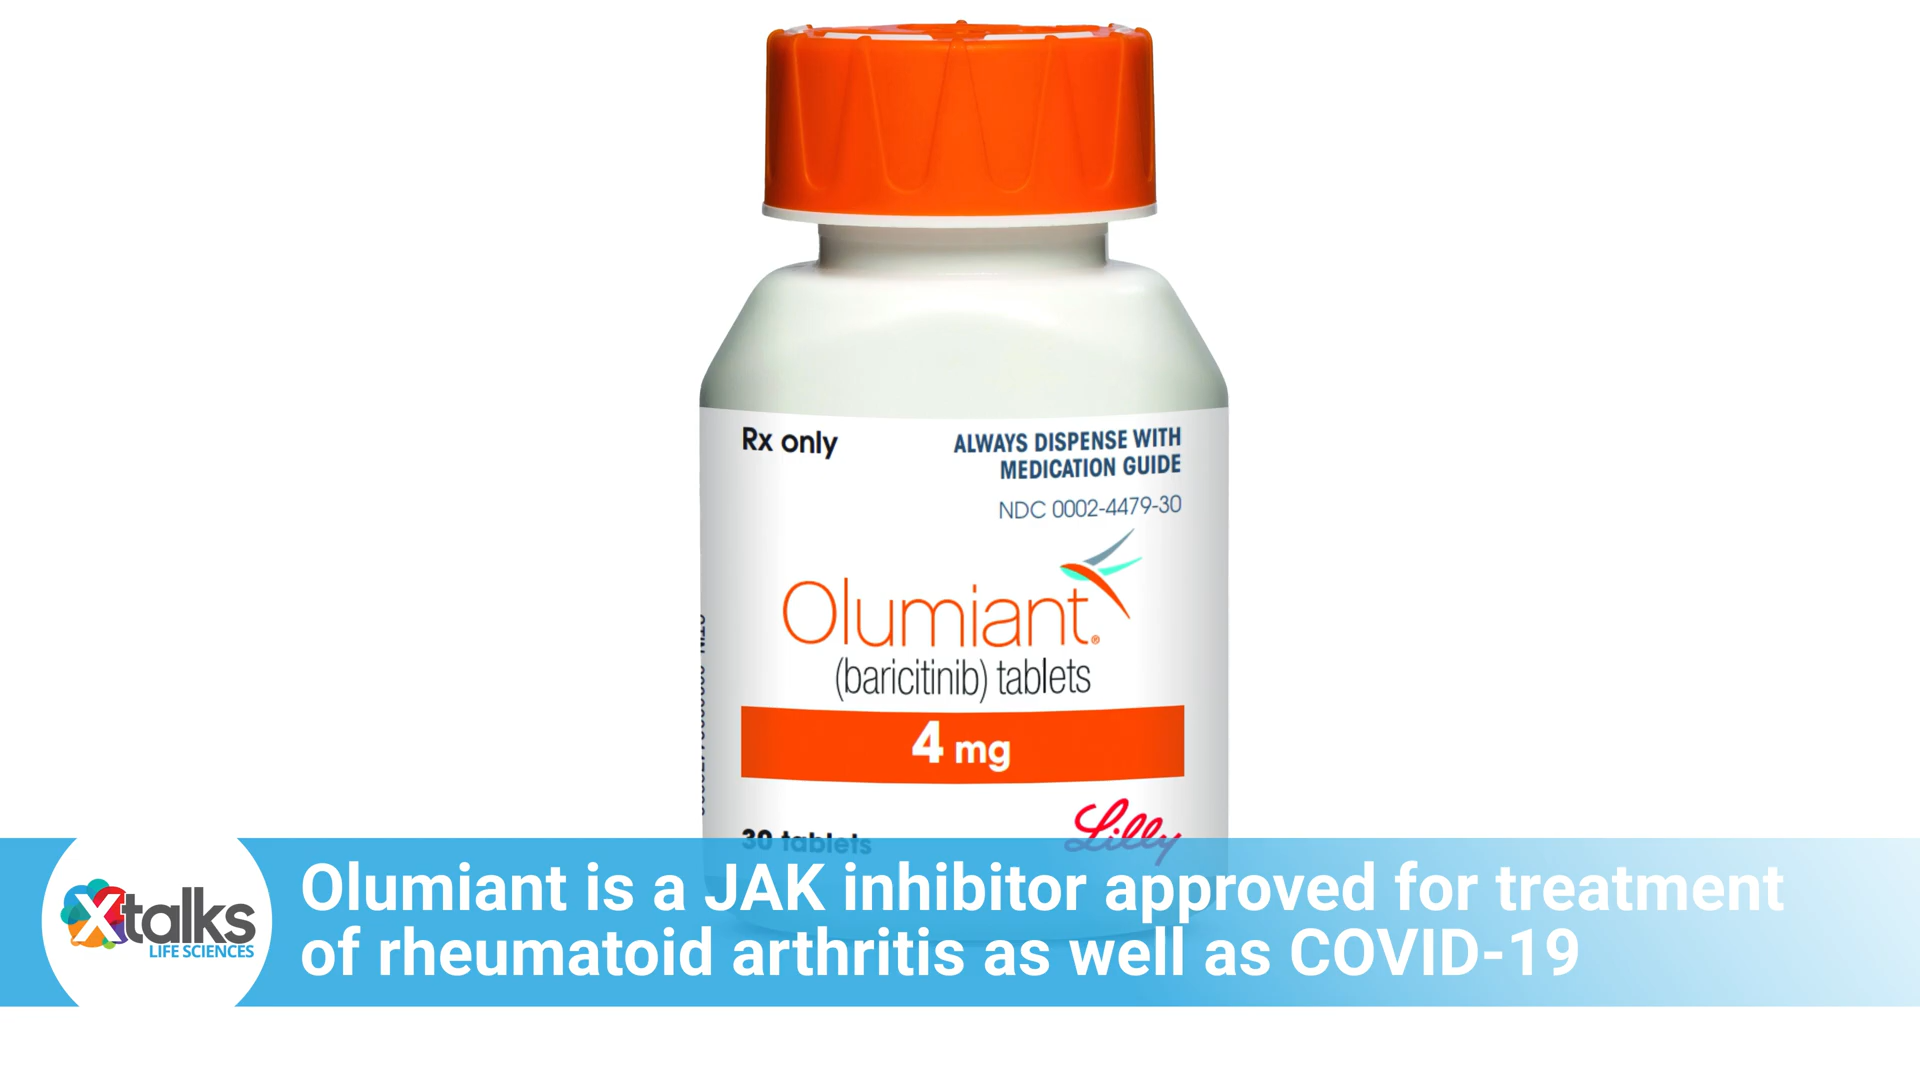 Rx only
ALWAYS DISPENSE WITH
MEDICATION GUIDE
NDC 0002-4479-30
Olumiant®
(baricitinib) tablets
4 mg
30 tablets
Lilly
xtalks
LIFE SCIENCES
Olumiant is a JAK inhibitor approved for treatment
of rheumatoid arthritis as well as COVID-19